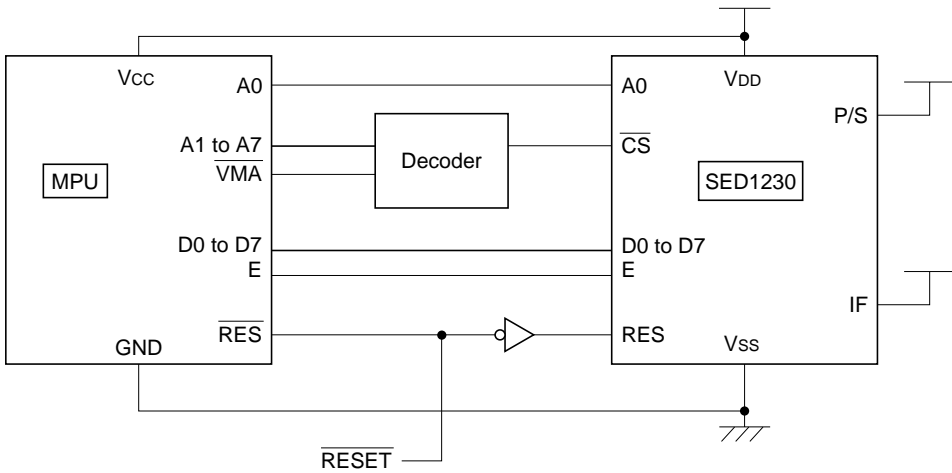 VCC
VDD
A0
A0
P/S
A1 to A7
Decoder
CS
MPU
VMA
SED1230
D0 to D7
D0 to D7
E
E
IF
RES
RES
GND
VSS
RESET